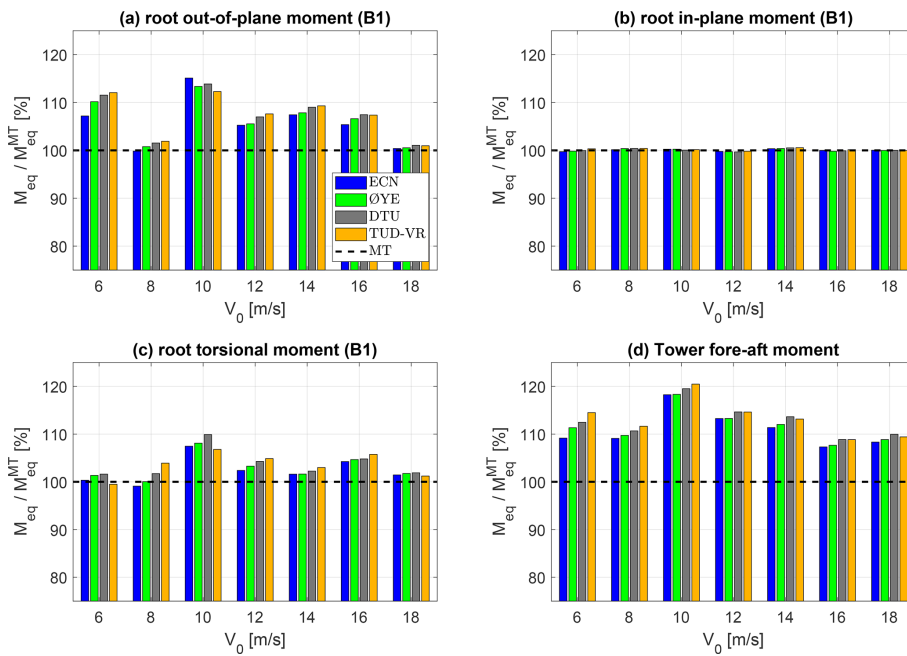 (a) root out-of-plane moment (B1)
120
110
100
90
80
M_eq / M_eq^MT [%]
ECN
ØYE
DTU
TUD-VR
MT
6 8 10 12 14 16 18
V_0 [m/s]
(b) root in-plane moment (B1)
120
110
100
90
80
M_eq / M_eq^MT [%]
6 8 10 12 14 16 18
V_0 [m/s]
(c) root torsional moment (B1)
120
110
100
90
80
M_eq / M_eq^MT [%]
6 8 10 12 14 16 18
V_0 [m/s]
(d) Tower fore-aft moment
120
110
100
90
80
M_eq / M_eq^MT [%]
6 8 10 12 14 16 18
V_0 [m/s]